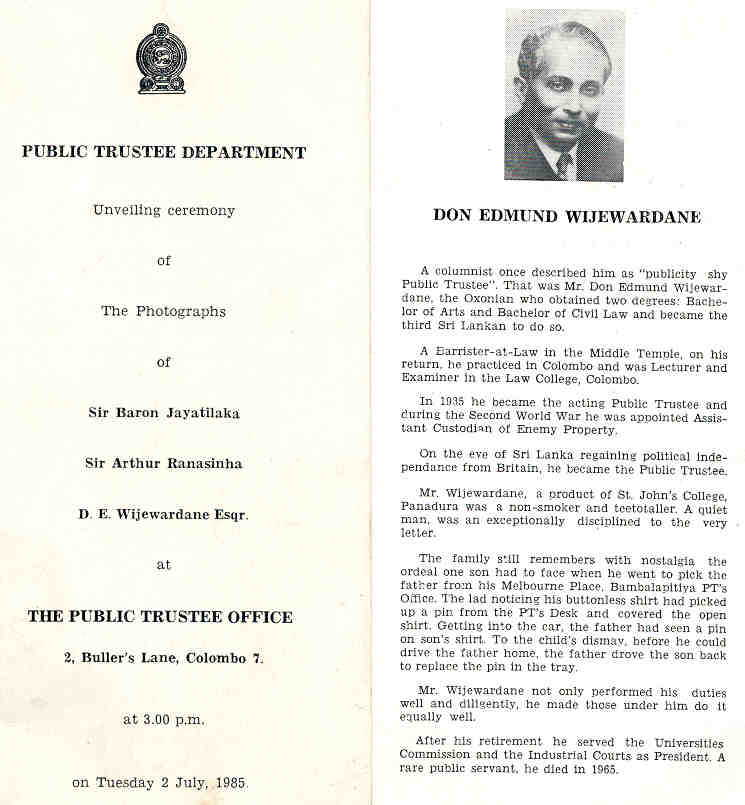 PUBLIC TRUSTEE DEPARTMENT
Unveiling ceremony
of
The Photographs
of
Sir Baron Jayatilaka
Sir Arthur Ranasinha
D. E. Wijewardane Esqr.
at
THE PUBLIC TRUSTEE OFFICE
2, Buller's Lane, Colombo 7.
at 3.00 p.m.
on Tuesday 2 July, 1985.
DON EDMUND WIJEWARDANE
A columnist once described him as "publicity shy
Public Trustee". That was Mr. Don Edmund Wijewar-
dane, the Oxonian who obtained two degrees: Bache-
lor of Arts and Bachelor of Civil Law and became the
third Sri Lankan to do so.
A Barrister-at-Law in the Middle Temple, on his
return, he practiced in Colombo and was Lecturer and
Examiner in the Law College, Colombo.
In 1935 he became the acting Public Trustee and
during the Second World War he was appointed Assis-
tant Custodian of Enemy Property.
On the eve of Sri Lanka regaining political inde-
pendance from Britain, he became the Public Trustee.
Mr. Wijewardane, a product of St. John's College,
Panadura was a non-smoker and teetotaller. A quiet
man, was an exceptionally disciplined to the very
letter.
The family still remembers with nostalgia the
ordeal one son had to face when he went to pick the
father from his Melbourne Place, Bambalapitiya PT's
Office. The lad noticing his buttonless shirt had picked
up a pin from the PT's Desk and covered the open
shirt. Getting into the car, the father had seen a pin
on son's shirt. To the child's dismay, before he could
drive the father home, the father drove the son back
to replace the pin in the tray.
Mr. Wijewardane not only performed his duties
well and diligently, he made those under him do it
equally well.
After his retirement he served the Universities
Commission and the Industrial Courts as President. A
rare public servant, he died in 1965.